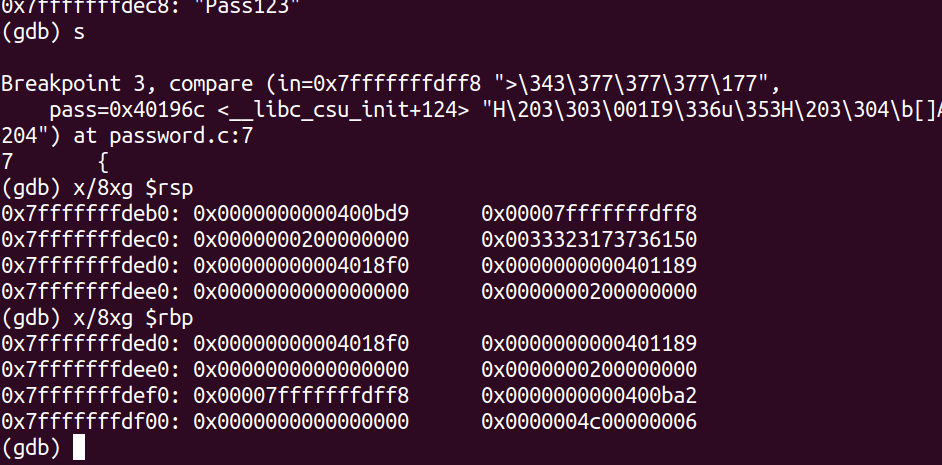 0x7fffffffdec8: "Pass123"
(gdb) s
Breakpoint 3, compare (in=0x7fffffffdff8 ">\343\377\377\377\177",
    pass=0x40196c <__libc_csu_init+124> "H\203\303\001I9\336u\353H\203\304\b[]A
204") at password.c:7
7       {
(gdb) x/8xg $rsp
0x7fffffffdeb0: 0x0000000000400bd9      0x00007fffffffdff8
0x7fffffffdec0: 0x0000000200000000      0x0033323173736150
0x7fffffffded0: 0x00000000004018f0      0x0000000000401189
0x7fffffffdee0: 0x0000000000000000      0x0000000200000000
(gdb) x/8xg $rbp
0x7fffffffded0: 0x00000000004018f0      0x0000000000401189
0x7fffffffdee0: 0x0000000000000000      0x0000000200000000
0x7fffffffdef0: 0x00007fffffffdff8      0x0000000000400ba2
0x7fffffffdf00: 0x0000000000000000      0x0000004c00000006
(gdb)